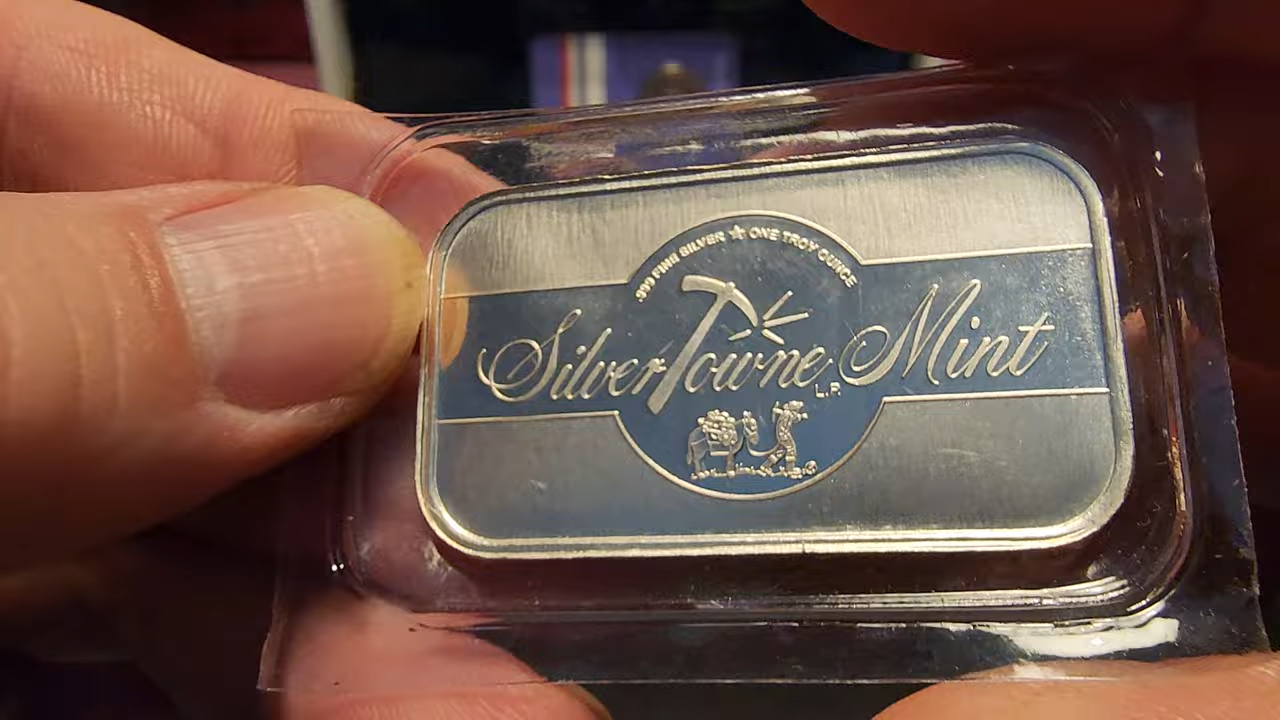 .999 FINE SILVER ★ ONE TROY OUNCE
SilverTowne Mint
L.P.
®